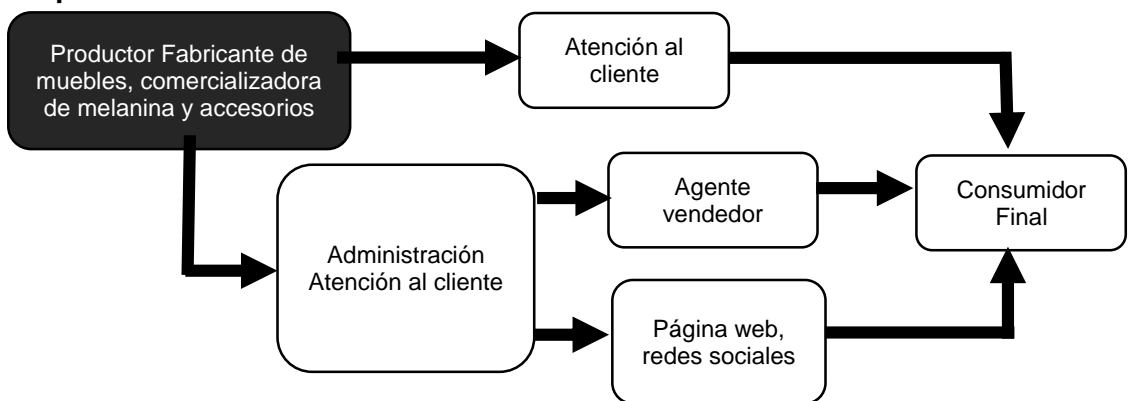 Productor Fabricante de
muebles, comercializadora
de melanina y accesorios
Atención al
cliente
Administración
Atención al cliente
Agente
vendedor
Página web,
redes sociales
Consumidor
Final